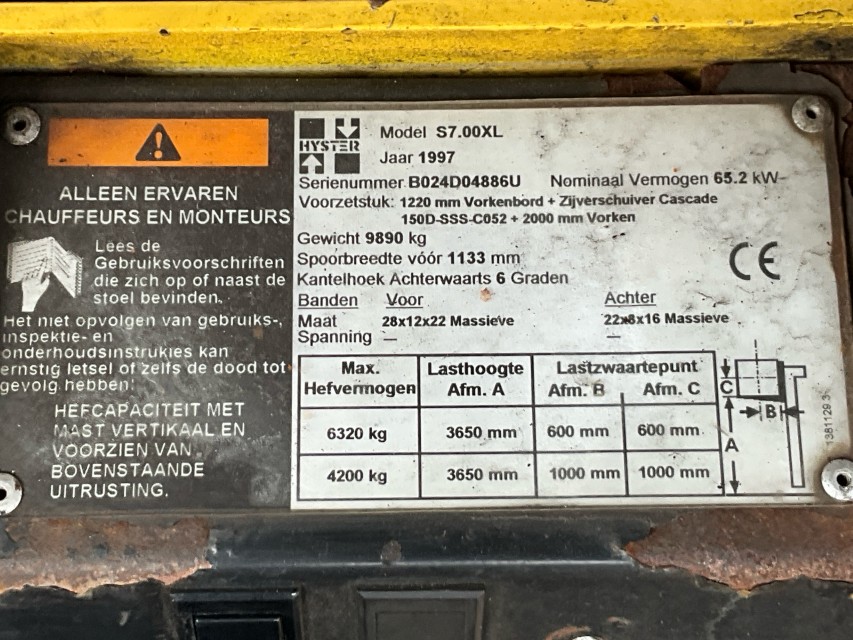 ALLEEN ERVAREN
CHAUFFEURS EN MONTEURS
Lees de
Gebruiksvoorschriften
die zich op of naast de
stoel bevinden.
Het niet opvolgen van gebruiks-,
inspektie- en
onderhoudsinstrukies kan
ernstig letsel of zelfs de dood tot
gevolg hebben!
HEFCAPACITEIT MET
MAST VERTIKAAL EN
VOORZIEN VAN
BOVENSTAANDE
UITRUSTING.
HYSTER
Model S7.00XL
Jaar 1997
Serienummer B024D04886U Nominaal Vermogen 65.2 kW
Voorzetstuk: 1220 mm Vorkenbord + Zijverschuiver Cascade
150D-SSS-C052 + 2000 mm Vorken
Gewicht 9890 kg
Spoorbreedte vóór 1133 mm
Kantelhoek Achterwaarts 6 Graden
CE
Banden Voor Achter
Maat 28x12x22 Massieve 22x8x16 Massieve
Spanning — —
Max. Hefvermogen Lasthoogte Afm. A Lastzwaartepunt Afm. B Afm. C
6320 kg 3650 mm 600 mm 600 mm
4200 kg 3650 mm 1000 mm 1000 mm
C
B
A
1381129 3